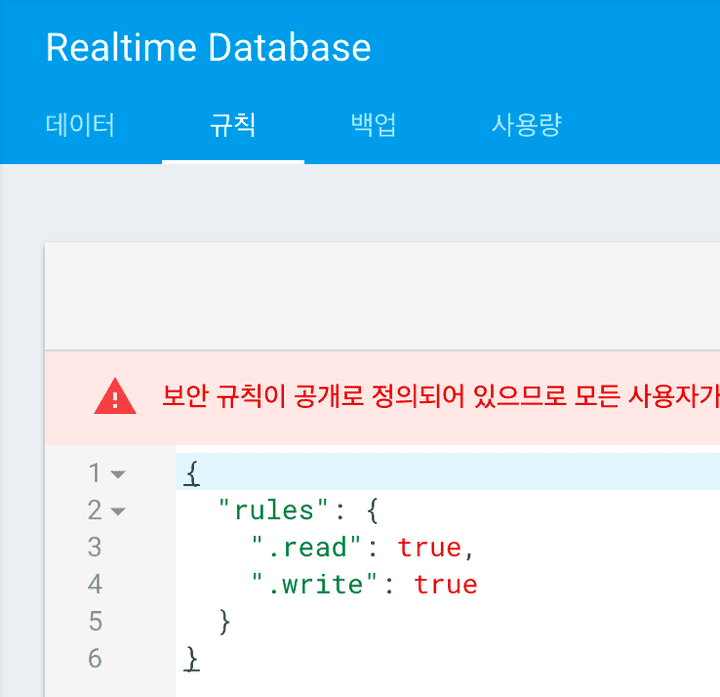 Realtime Database
데이터 규칙 백업 사용량
보안 규칙이 공개로 정의되어 있으므로 모든 사용자가
1 {
2 "rules": {
3 ".read": true,
4 ".write": true
5 }
6 }